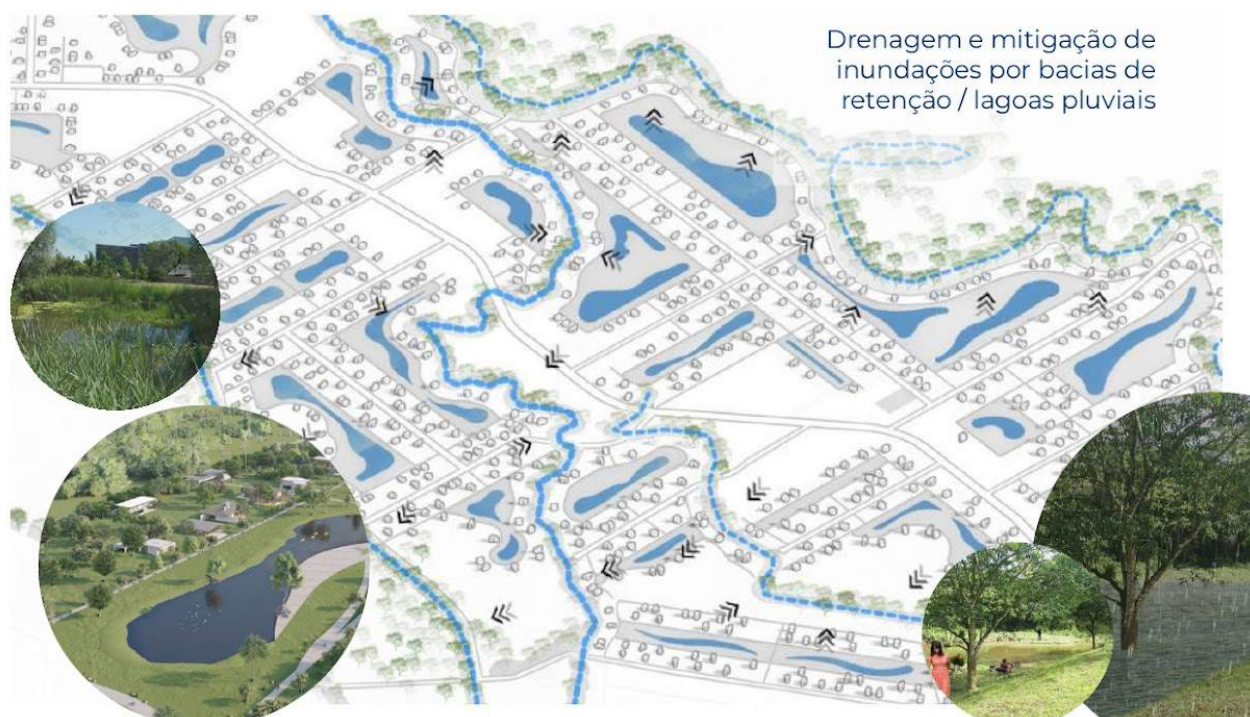 Drenagem e mitigação de
inundações por bacias de
retenção / lagoas pluviais